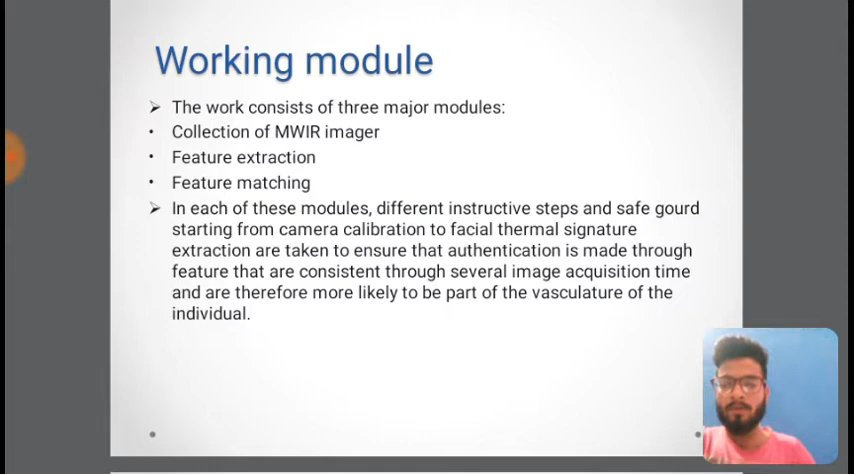 Working module
➢ The work consists of three major modules:
• Collection of MWIR imager
• Feature extraction
• Feature matching
➢ In each of these modules, different instructive steps and safe gourd
starting from camera calibration to facial thermal signature
extraction are taken to ensure that authentication is made through
feature that are consistent through several image acquisition time
and are therefore more likely to be part of the vasculature of the
individual.